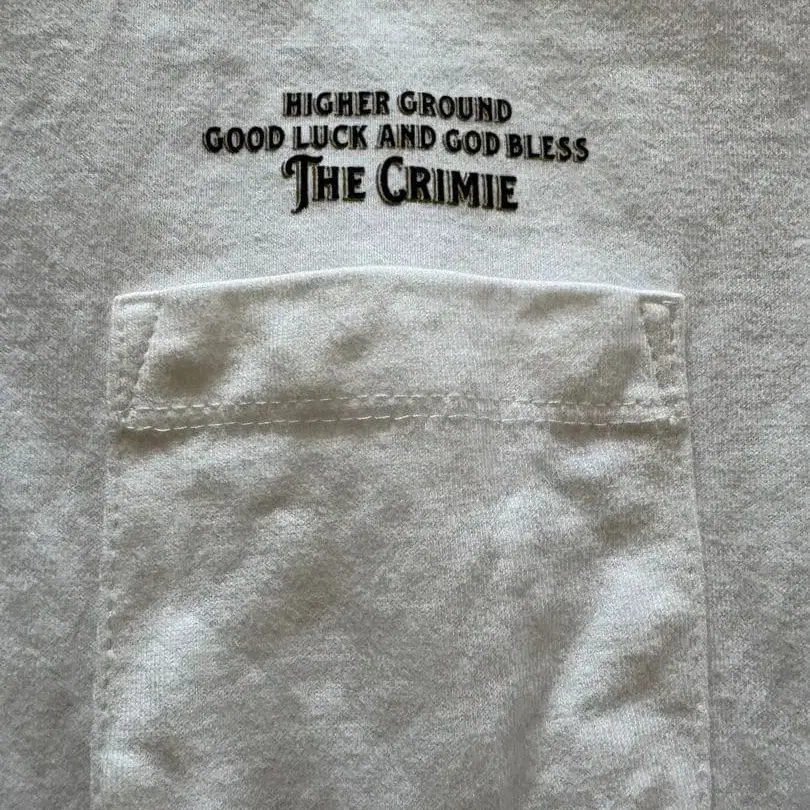 HIGHER GROUND
GOOD LUCK AND GOD BLESS
THE CRIMIE